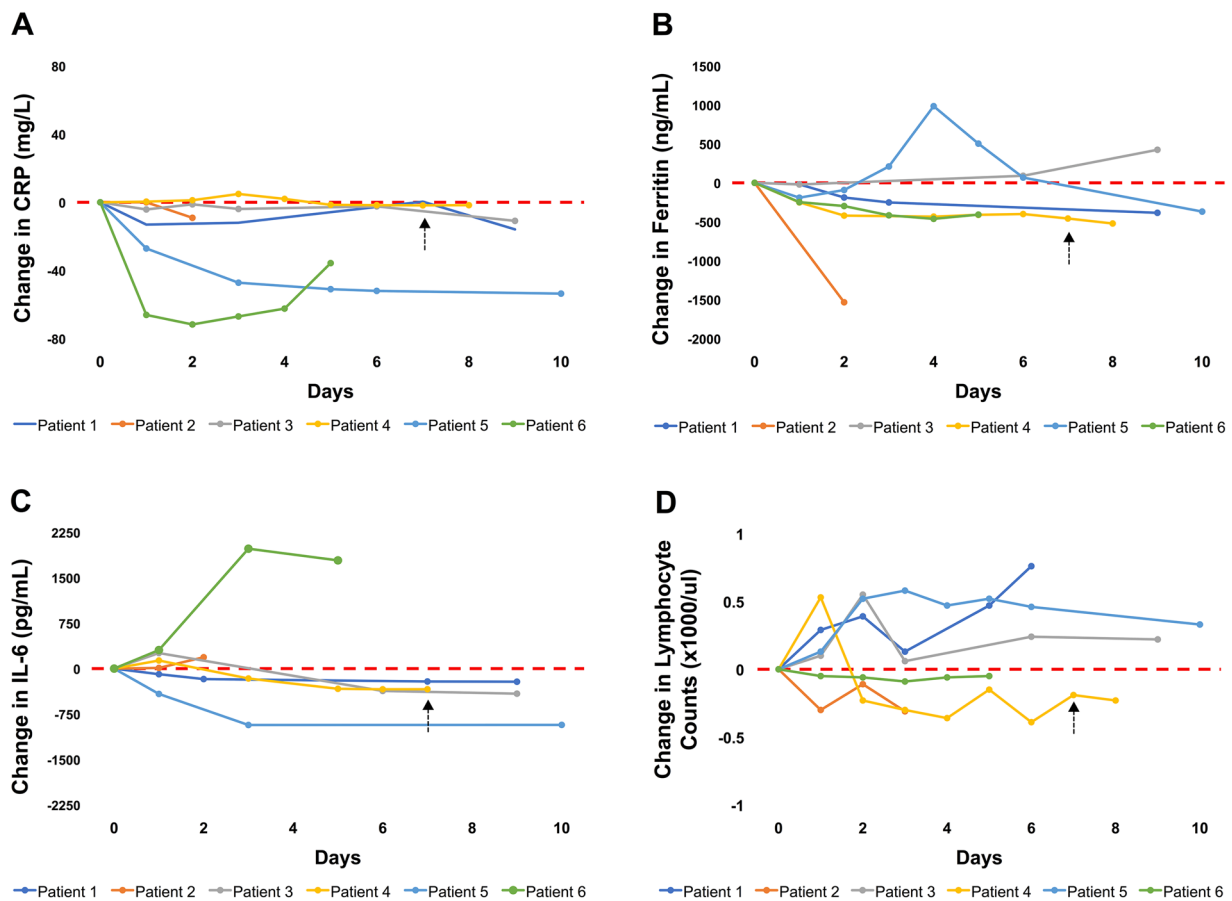 A
Change in CRP (mg/L)
80
40
0
-40
-80
0 2 4 6 8 10
Days
Patient 1 Patient 2 Patient 3 Patient 4 Patient 5 Patient 6
B
Change in Ferritin (ng/mL)
1500
1000
500
0
-500
-1000
-1500
-2000
0 2 4 6 8 10
Days
Patient 1 Patient 2 Patient 3 Patient 4 Patient 5 Patient 6
C
Change in IL-6 (pg/mL)
2250
1500
750
0
-750
-1500
-2250
0 2 4 6 8 10
Days
Patient 1 Patient 2 Patient 3 Patient 4 Patient 5 Patient 6
D
Change in Lymphocyte
Counts (x1000/ul)
1
0.5
0
-0.5
-1
0 2 4 6 8 10
Days
Patient 1 Patient 2 Patient 3 Patient 4 Patient 5 Patient 6